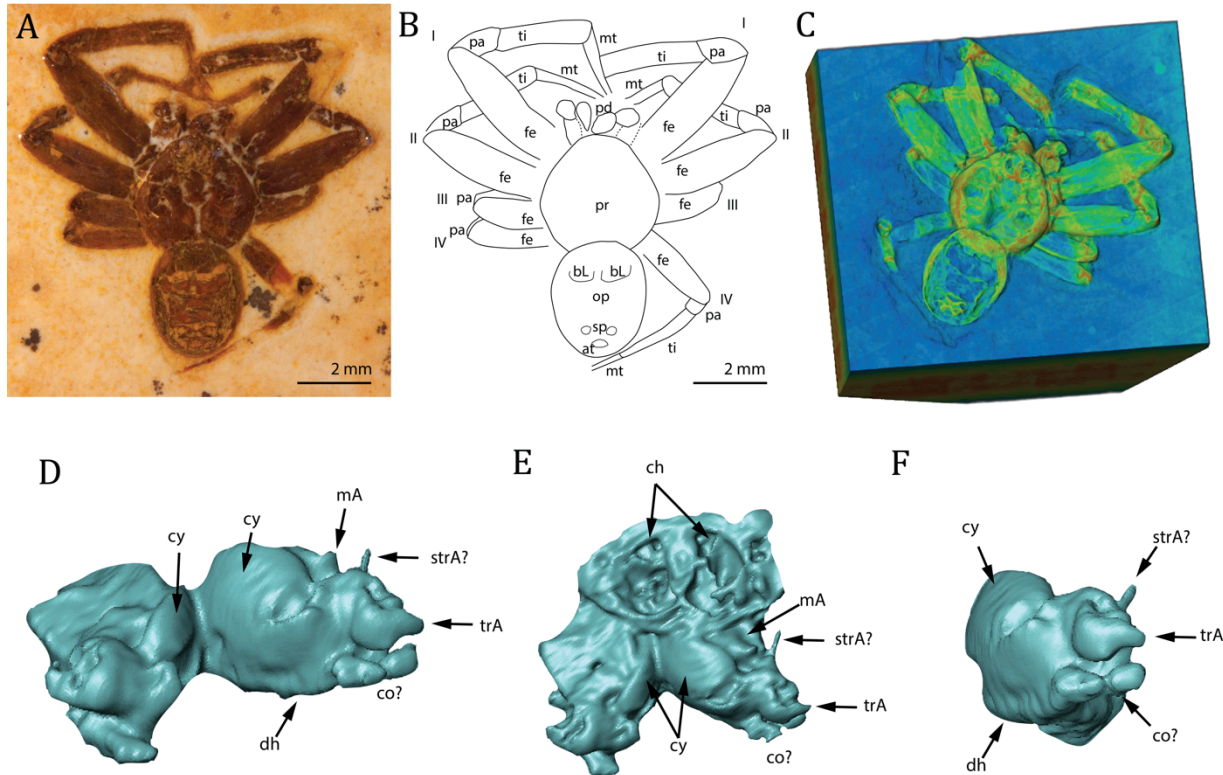 A
2 mm
B
I
pa
ti
mt
ti
pa
I
ti
mt
mt
pd
pa
ti
pa
II
fe
fe
II
fe
fe
III
pa
fe
pr
fe
III
IV
pa
fe
bL
bL
fe
op
IV
sp
pa
at
ti
mt
2 mm
C
D
cy
cy
mA
strA?
trA
co?
dh
E
ch
mA
strA?
trA
cy
co?
F
cy
strA?
trA
co?
dh